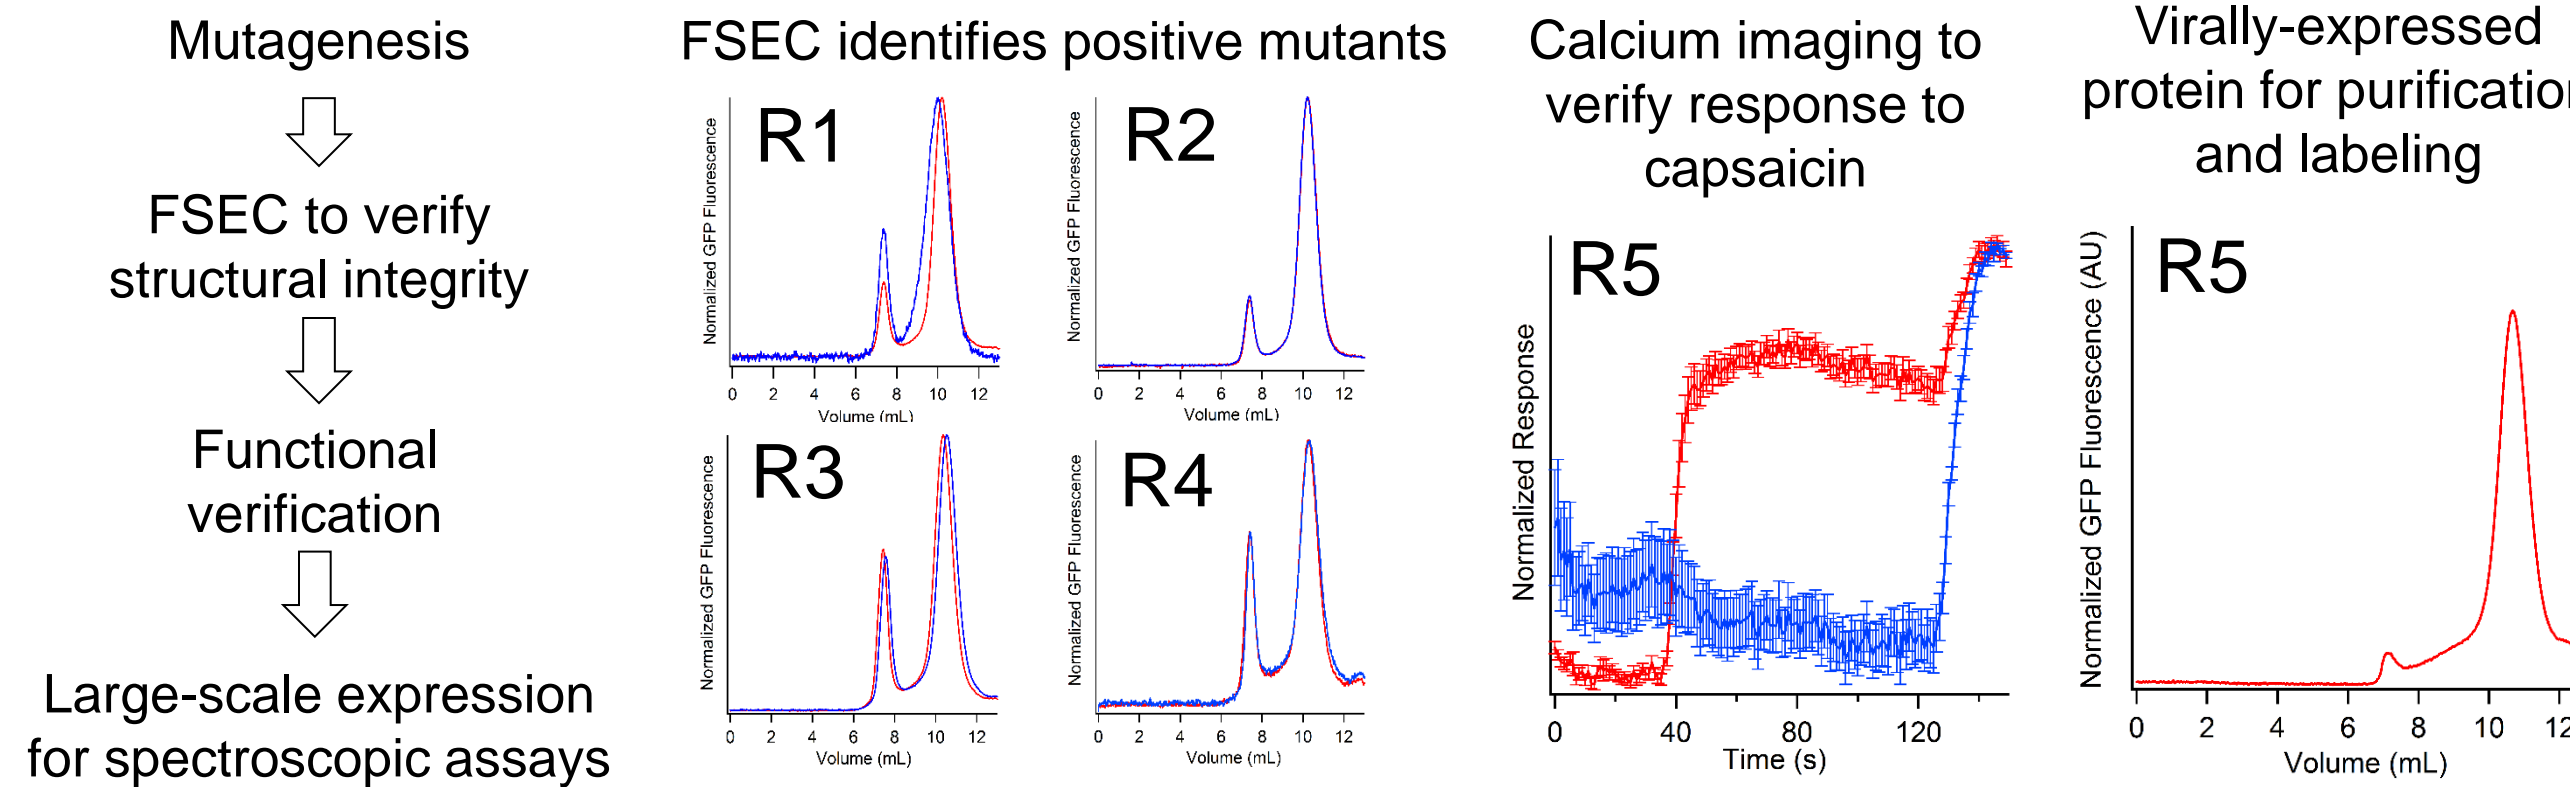 Mutagenesis
FSEC to verify
structural integrity
Functional
verification
Large-scale expression
for spectroscopic assays
FSEC identifies positive mutants
R1
Normalized GFP Fluorescence
0 2 4 6 8 10 12
Volume (mL)
R2
Normalized GFP Fluorescence
0 2 4 6 8 10 12
Volume (mL)
R3
Normalized GFP Fluorescence
0 2 4 6 8 10 12
Volume (mL)
R4
Normalized GFP Fluorescence
0 2 4 6 8 10 12
Volume (mL)
Calcium imaging to
verify response to
capsaicin
R5
Normalized Response
0 40 80 120
Time (s)
Virally-expressed
protein for purification
and labeling
R5
Normalized GFP Fluorescence (AU)
0 2 4 6 8 10 12
Volume (mL)